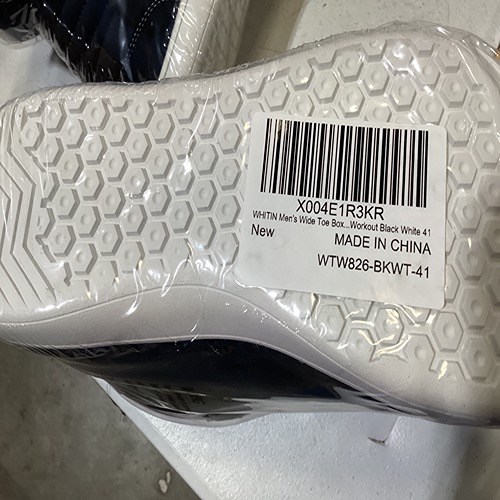 X004E1R3KR
WHITIN Men's Wide Toe Box...Workout Black White 41
New
MADE IN CHINA
WTW826-BKWT-41